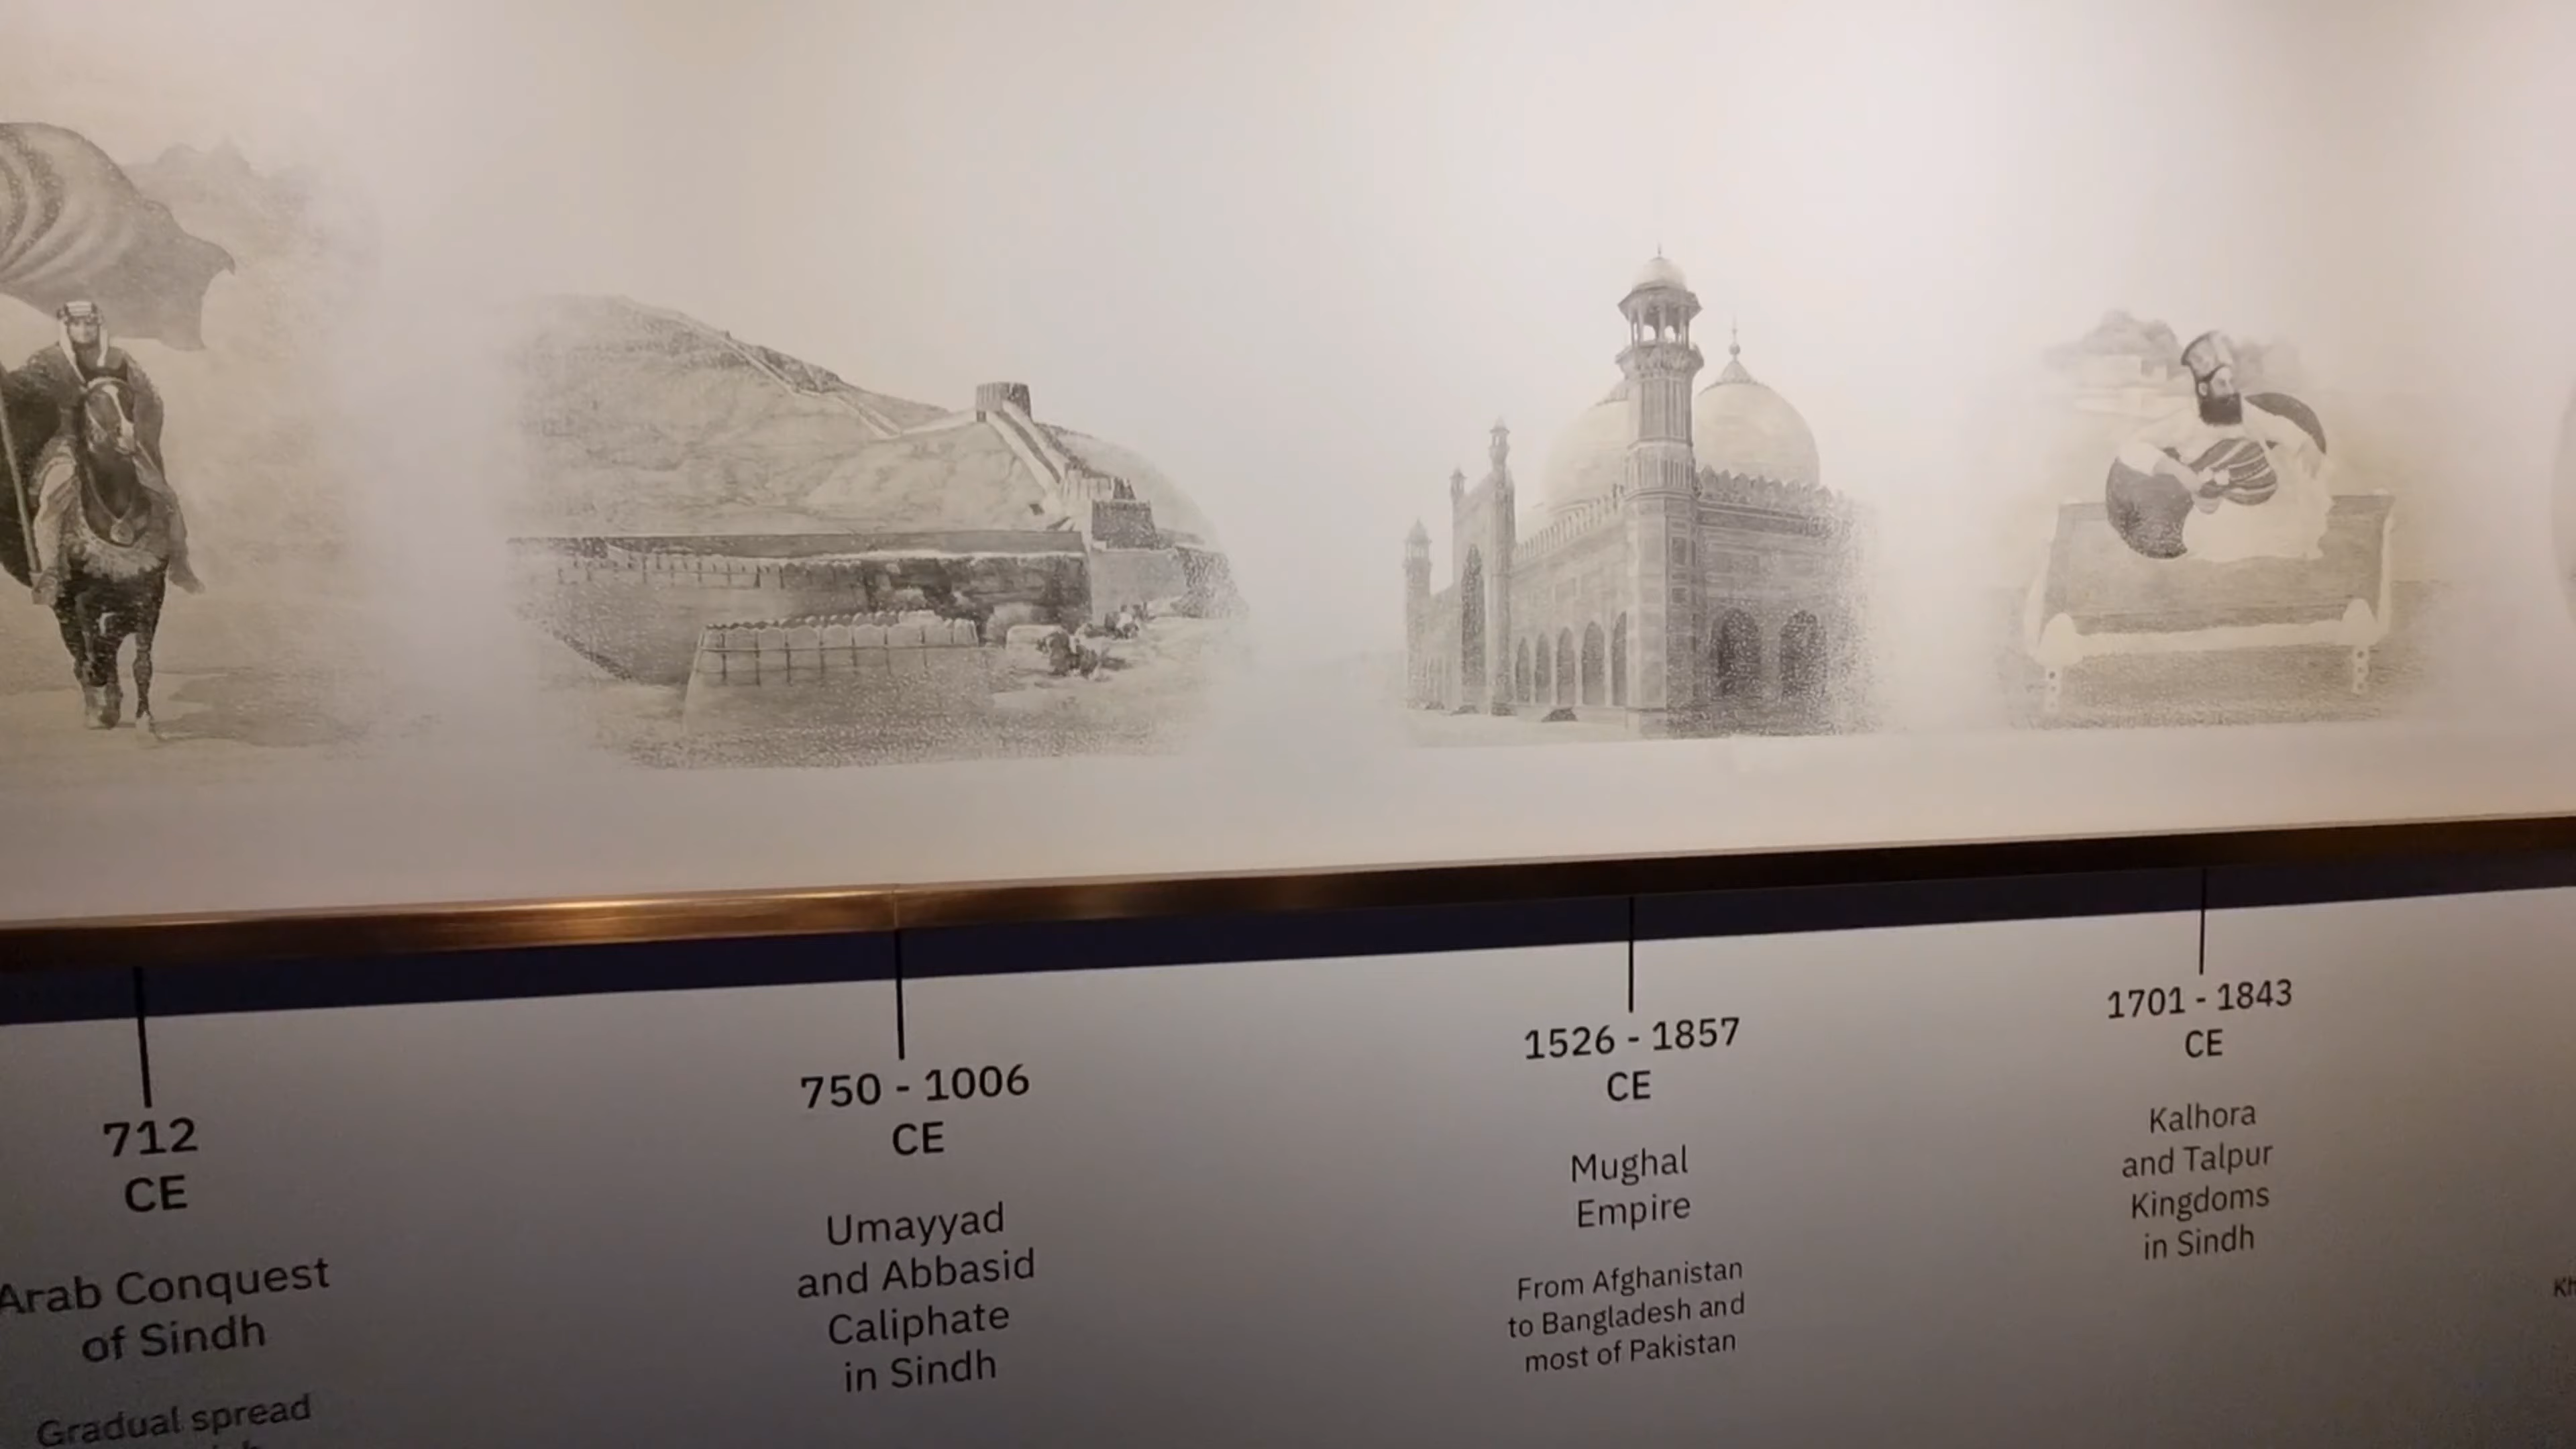 712
CE
Arab Conquest
of Sindh
Gradual spread
750 - 1006
CE
Umayyad
and Abbasid
Caliphate
in Sindh
1526 - 1857
CE
Mughal
Empire
From Afghanistan
to Bangladesh and
most of Pakistan
1701 - 1843
CE
Kalhora
and Talpur
Kingdoms
in Sindh